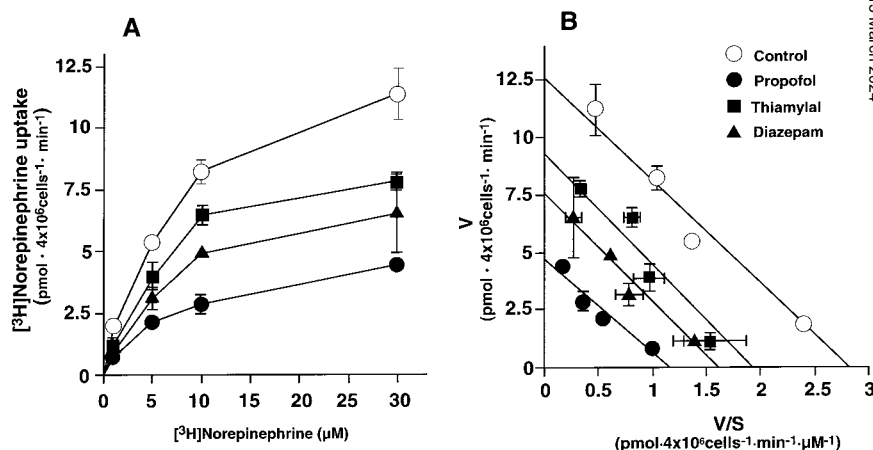 A
[³H]Norepinephrine uptake
(pmol · 4x10⁶cells⁻¹· min⁻¹)
12.5
10
7.5
5
2.5
0
0
5
10
15
20
25
30
[³H]Norepinephrine (μM)
B
V
(pmol · 4x10⁶cells⁻¹· min⁻¹)
12.5
10
7.5
5
2.5
0
0
0.5
1
1.5
2
2.5
3
V/S
(pmol·4x10⁶cells⁻¹·min⁻¹·μM⁻¹)
Control
Propofol
Thiamylal
Diazepam